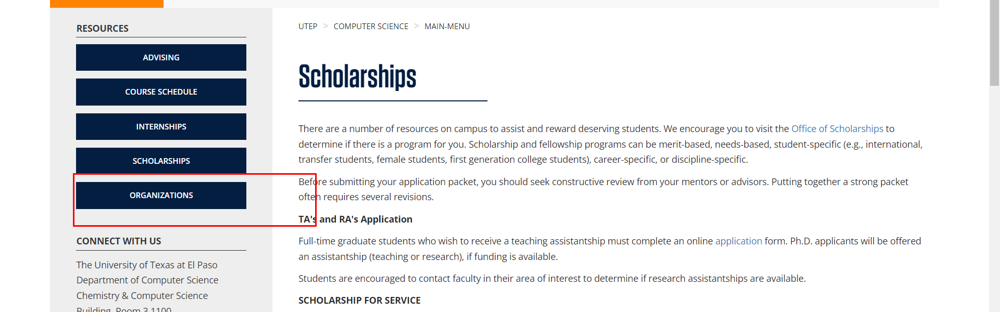 RESOURCES
ADVISING
COURSE SCHEDULE
INTERNSHIPS
SCHOLARSHIPS
ORGANIZATIONS
CONNECT WITH US
The University of Texas at El Paso
Department of Computer Science
Chemistry & Computer Science
Building, Room 3.1100
UTEP > COMPUTER SCIENCE > MAIN-MENU
Scholarships
There are a number of resources on campus to assist and reward deserving students. We encourage you to visit the Office of Scholarships to
determine if there is a program for you. Scholarship and fellowship programs can be merit-based, needs-based, student-specific (e.g., international,
transfer students, female students, first generation college students), career-specific, or discipline-specific.
Before submitting your application packet, you should seek constructive review from your mentors or advisors. Putting together a strong packet
often requires several revisions.
TA's and RA's Application
Full-time graduate students who wish to receive a teaching assistantship must complete an online application form. Ph.D. applicants will be offered
an assistantship (teaching or research), if funding is available.
Students are encouraged to contact faculty in their area of interest to determine if research assistantships are available.
SCHOLARSHIP FOR SERVICE